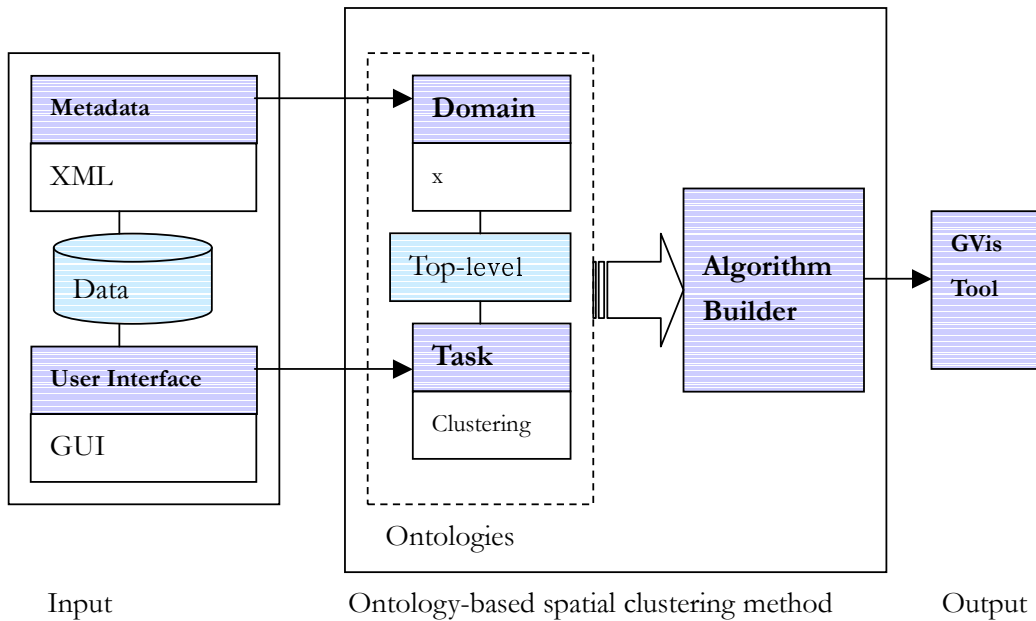 Metadata
XML
Data
User Interface
GUI
Domain
x
Top-level
Task
Clustering
Ontologies
Algorithm
Builder
GVis
Tool
Input
Ontology-based spatial clustering method
Output